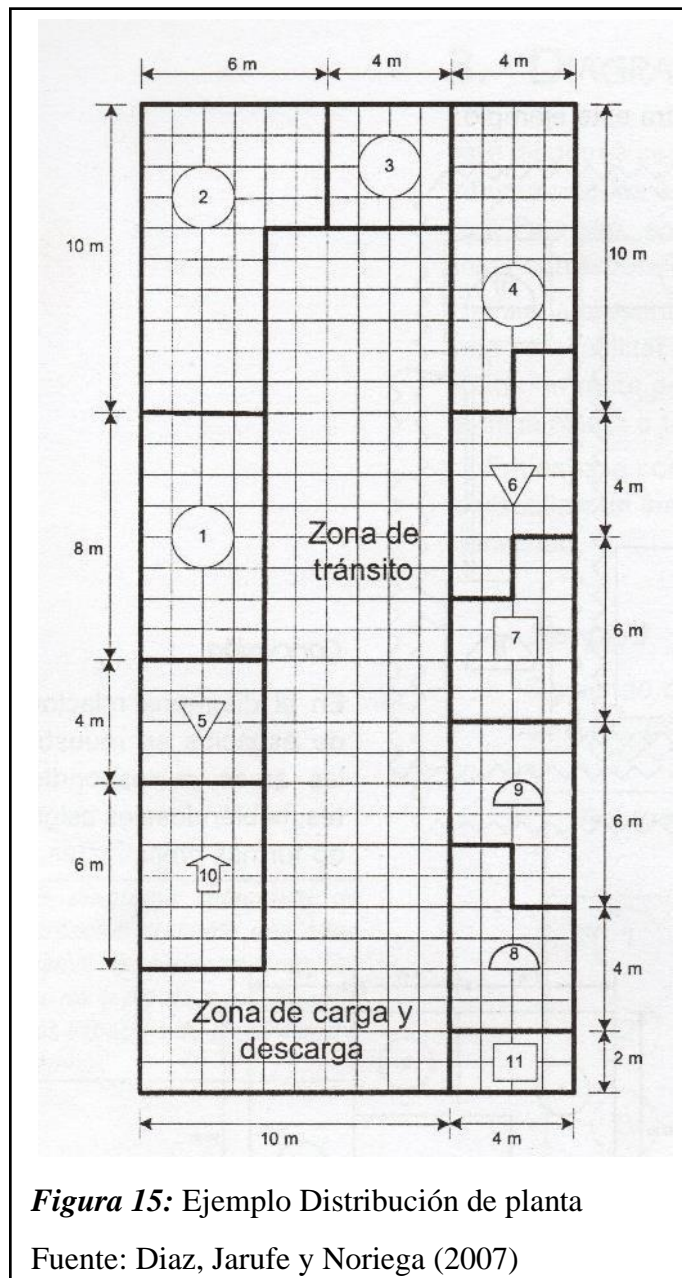 6 m
4 m
4 m
2
3
10 m
10 m
4
6
4 m
1
Zona de
tránsito
8 m
7
6 m
5
4 m
9
6 m
6 m
10
8
4 m
Zona de carga y
descarga
11
2 m
10 m
4 m
Figura 15: Ejemplo Distribución de planta
Fuente: Diaz, Jarufe y Noriega (2007)